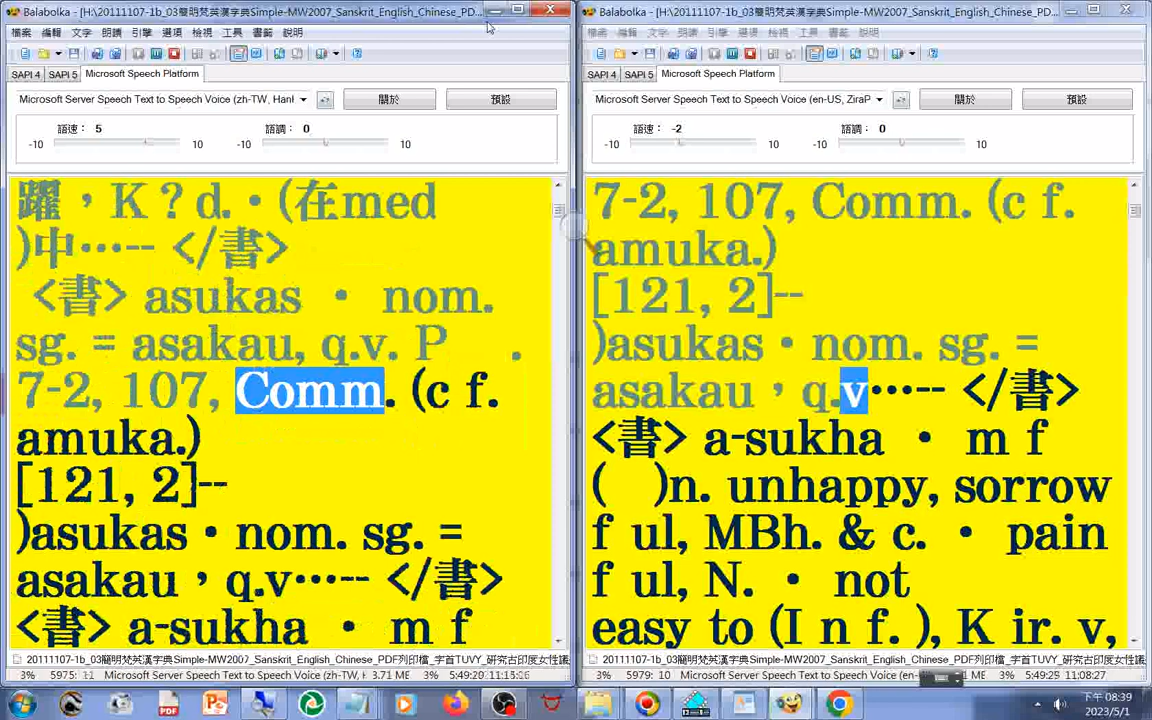 Balabolka - [H:\20111107-1b_03簡明梵英漢字典Simple-MW2007_Sanskrit_English_Chinese_PD...
檔案 編輯 文字 朗讀 引擎 選項 檢視 工具 書籤 說明
SAPI 4 SAPI 5 Microsoft Speech Platform
Microsoft Server Speech Text to Speech Voice (zh-TW, Hanl 關於 預設
語速： 5 語調： 0
-10 10 -10 10
躍，K？d.·(在med
)中…-- </書>
<書> asukas · nom.
sg. = asakau, q.v. P .
7-2, 107, Comm. (c f.
amuka.)
[121, 2]--
)asukas·nom. sg. =
asakau，q.v…-- </書>
<書> a-sukha · m f
20111107-1b_03簡明梵英漢字典Simple-MW2007_Sanskrit_English_Chinese_PDF列印檔_字首TUVY_研究古印度女性議
3% 5975: 11 Microsoft Server Speech Text to Speech Voice (zh-TW, 3.71 MB 3% 5:49:20
Balabolka - [H:\20111107-1b_03簡明梵英漢字典Simple-MW2007_Sanskrit_English_Chinese_PD...
檔案 編輯 文字 朗讀 引擎 選項 檢視 工具 書籤 說明
SAPI 4 SAPI 5 Microsoft Speech Platform
Microsoft Server Speech Text to Speech Voice (en-US, ZiraP 關於 預設
語速： -2 語調： 0
-10 10 -10 10
7-2, 107, Comm. (c f.
amuka.)
[121, 2]--
)asukas·nom. sg. =
asakau，q.v…-- </書>
<書> a-sukha · m f
( )n. unhappy, sorrow
f ul, MBh. & c. · pain
f ul, N. · not
easy to (I n f. ), K ir. v,
20111107-1b_03簡明梵英漢字典Simple-MW2007_Sanskrit_English_Chinese_PDF列印檔_字首TUVY_研究古印度女性議
3% 5979: 10 Microsoft Server Speech Text to Speech Voice 3% 5:49:25 11:08:27
下午 08:39
2023/5/1